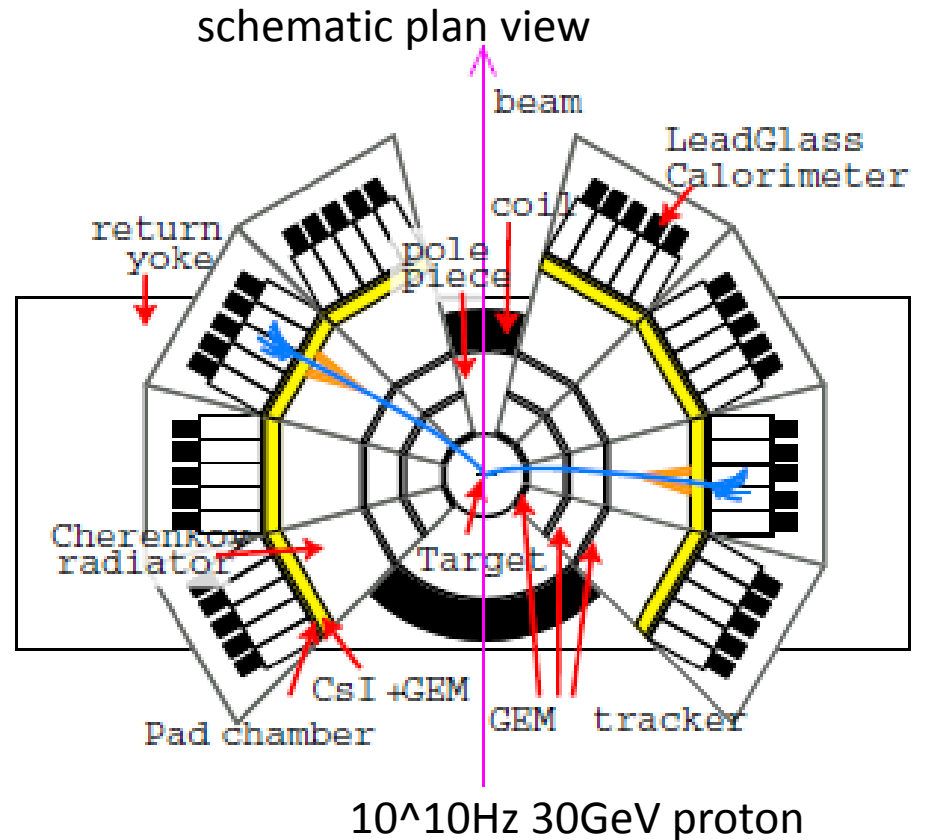 schematic plan view
beam
LeadGlass
Calorimeter
coil
return
yoke
pole
piece
Cherenkov
radiator
Target
CsI +GEM
GEM tracker
Pad chamber
10^10Hz 30GeV proton